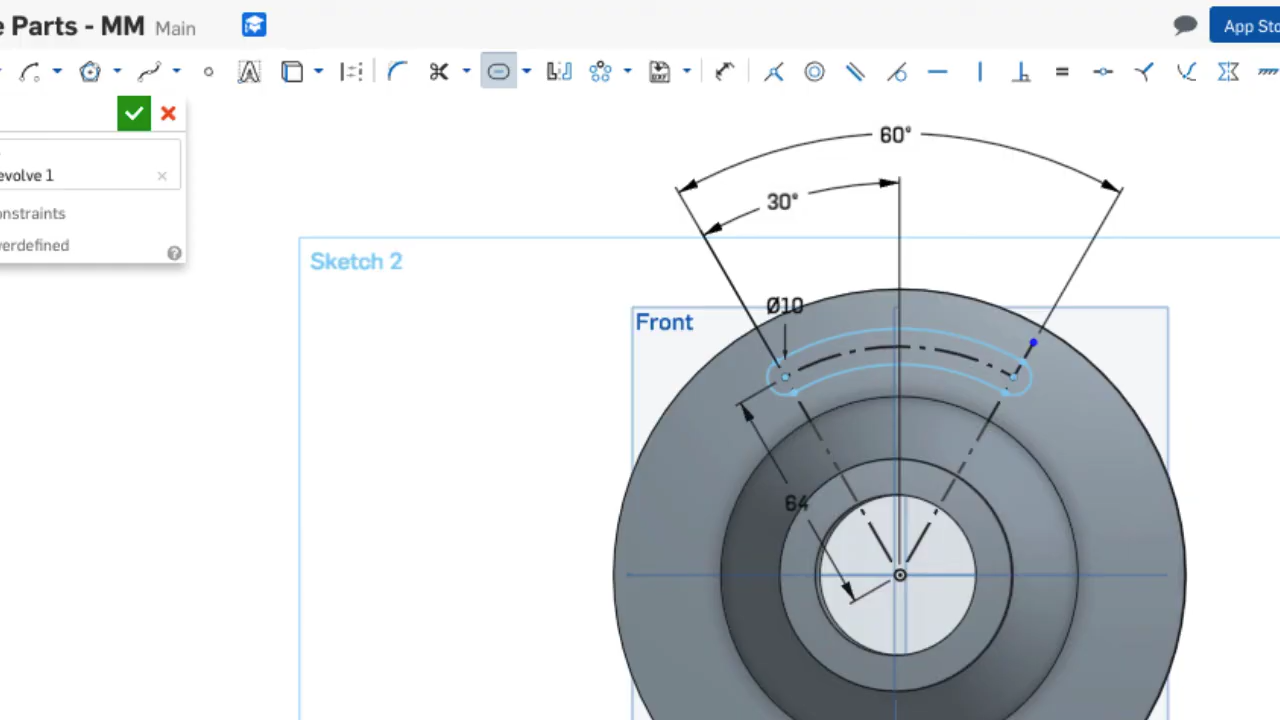 e Parts - MM Main
App Sto
evolve 1
onstraints
verdefined
60°
30°
Sketch 2
Ø10
Front
64